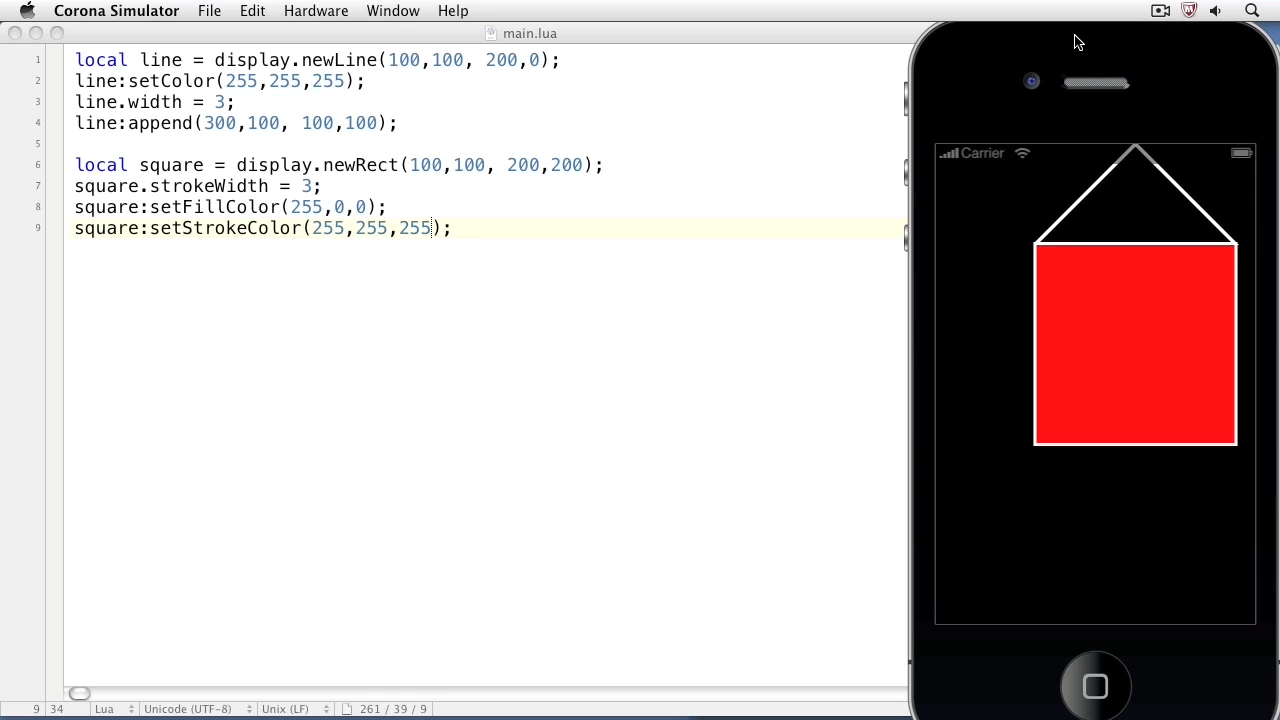 Corona Simulator File Edit Hardware Window Help
main.lua
1 local line = display.newLine(100,100, 200,0);
2 line:setColor(255,255,255);
3 line.width = 3;
4 line:append(300,100, 100,100);
5
6 local square = display.newRect(100,100, 200,200);
7 square.strokeWidth = 3;
8 square:setFillColor(255,0,0);
9 square:setStrokeColor(255,255,255);
Carrier
9 34 Lua Unicode (UTF-8) Unix (LF) 261 / 39 / 9